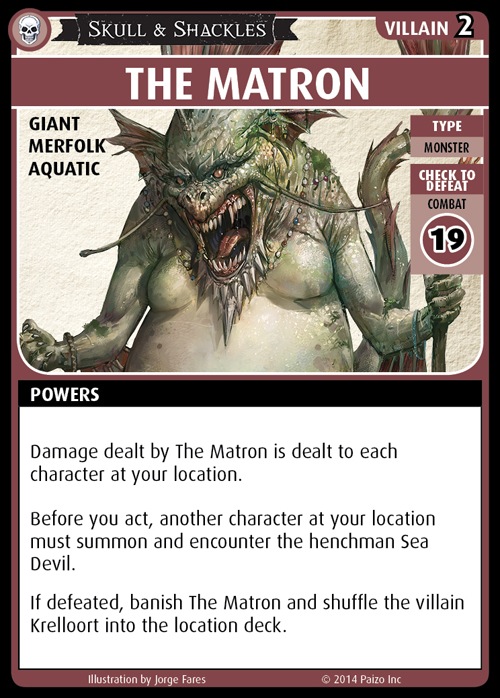 SKULL & SHACKLES
VILLAIN 2
THE MATRON
GIANT
MERFOLK
AQUATIC
TYPE
MONSTER
CHECK TO
DEFEAT
COMBAT
19
POWERS
Damage dealt by The Matron is dealt to each
character at your location.
Before you act, another character at your location
must summon and encounter the henchman Sea
Devil.
If defeated, banish The Matron and shuffle the villain
Krelloort into the location deck.
Illustration by Jorge Fares
© 2014 Paizo Inc